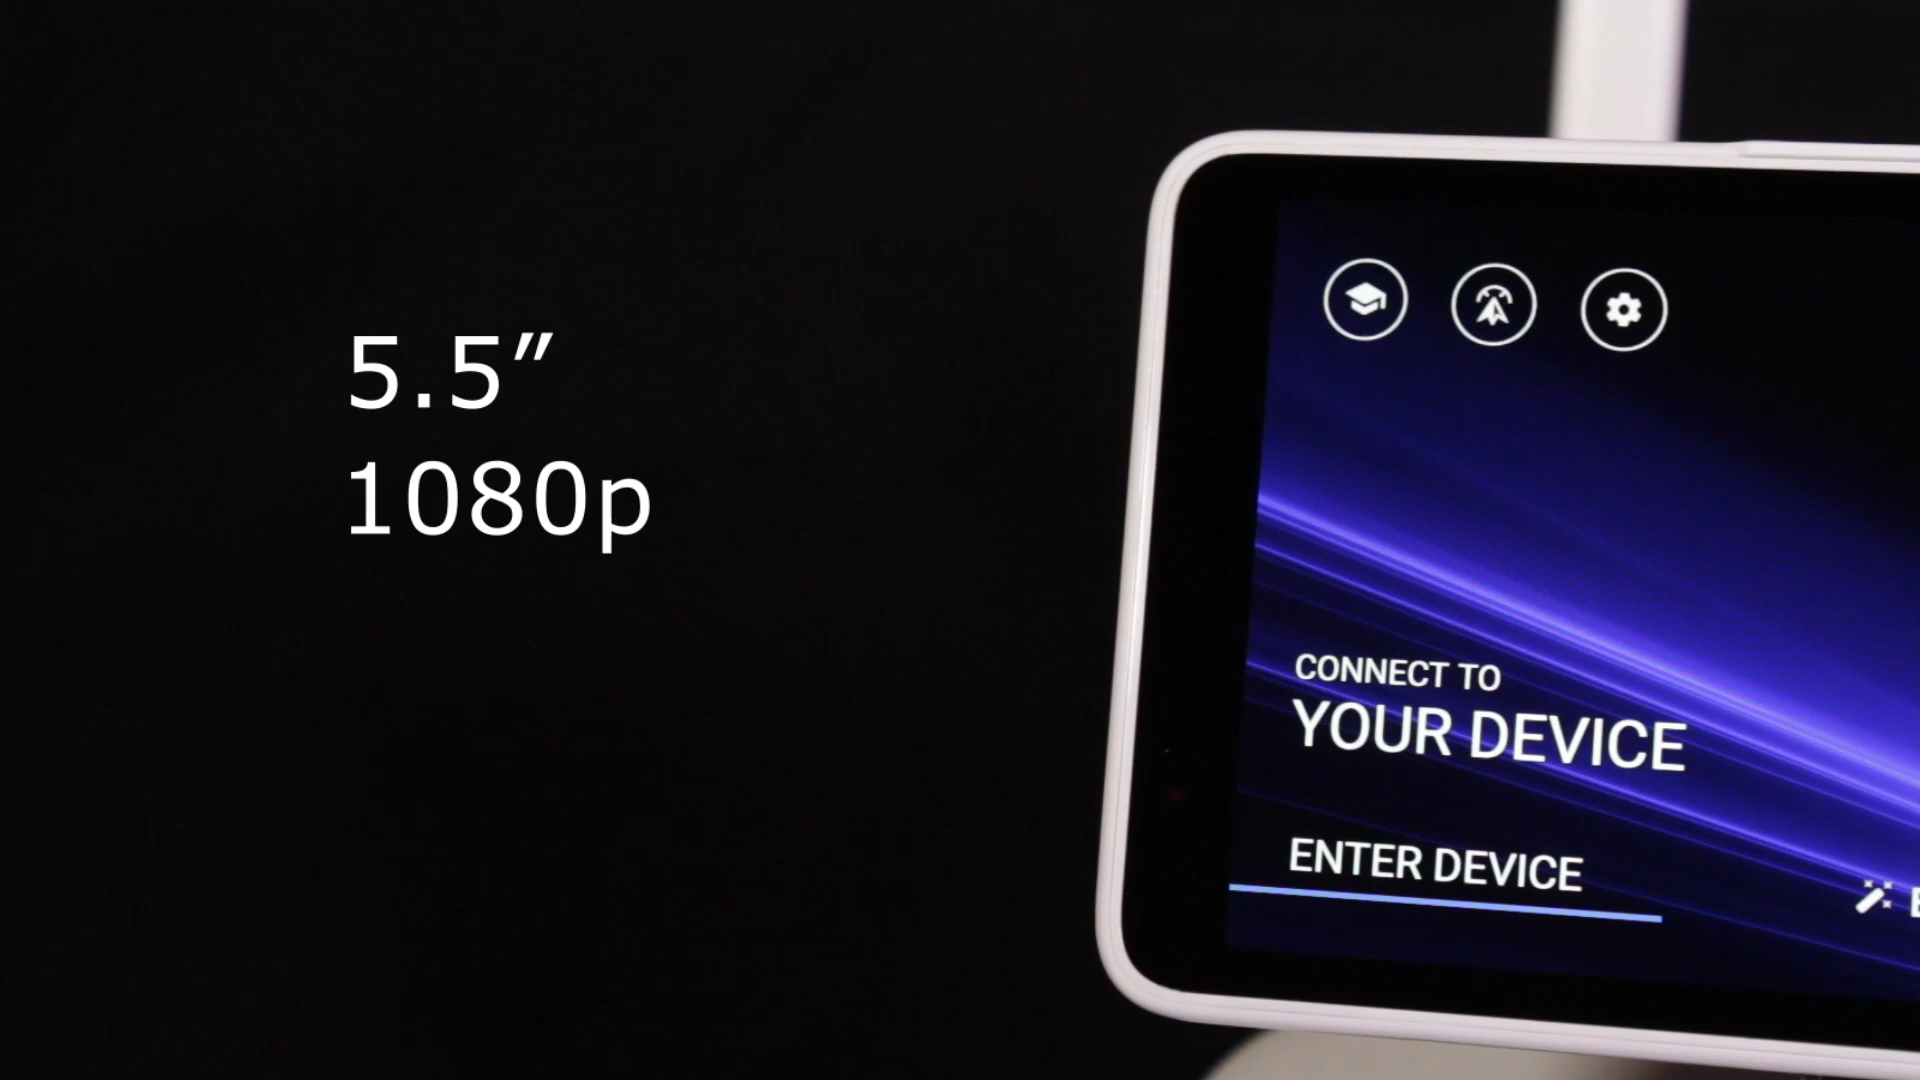 5.5″
1080p
CONNECT TO
YOUR DEVICE
ENTER DEVICE